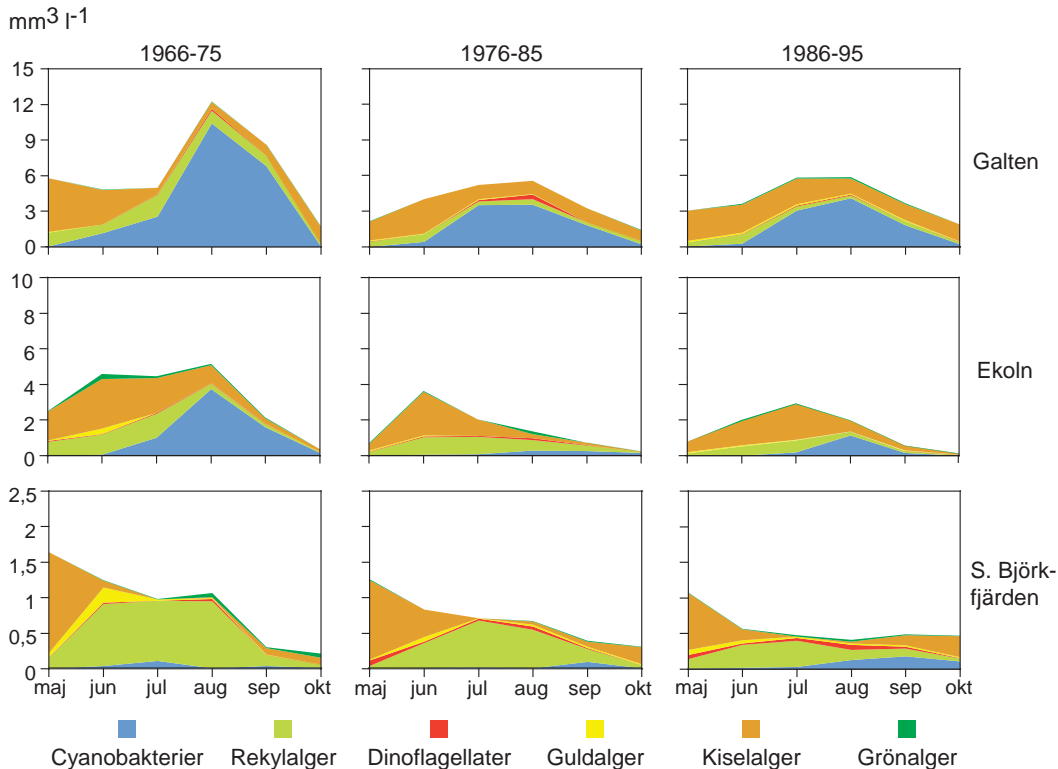 mm³ l-1
1966-75 1976-85 1986-95
15
12
9
6
3
0
Galten
10
8
6
4
2
0
Ekoln
2,5
2
1,5
1
0,5
0
S. Björk-
fjärden
maj jun jul aug sep okt maj jun jul aug sep okt maj jun jul aug sep okt
Cyanobakterier Rekylalger Dinoflagellater Guldalger Kiselalger Grönalger